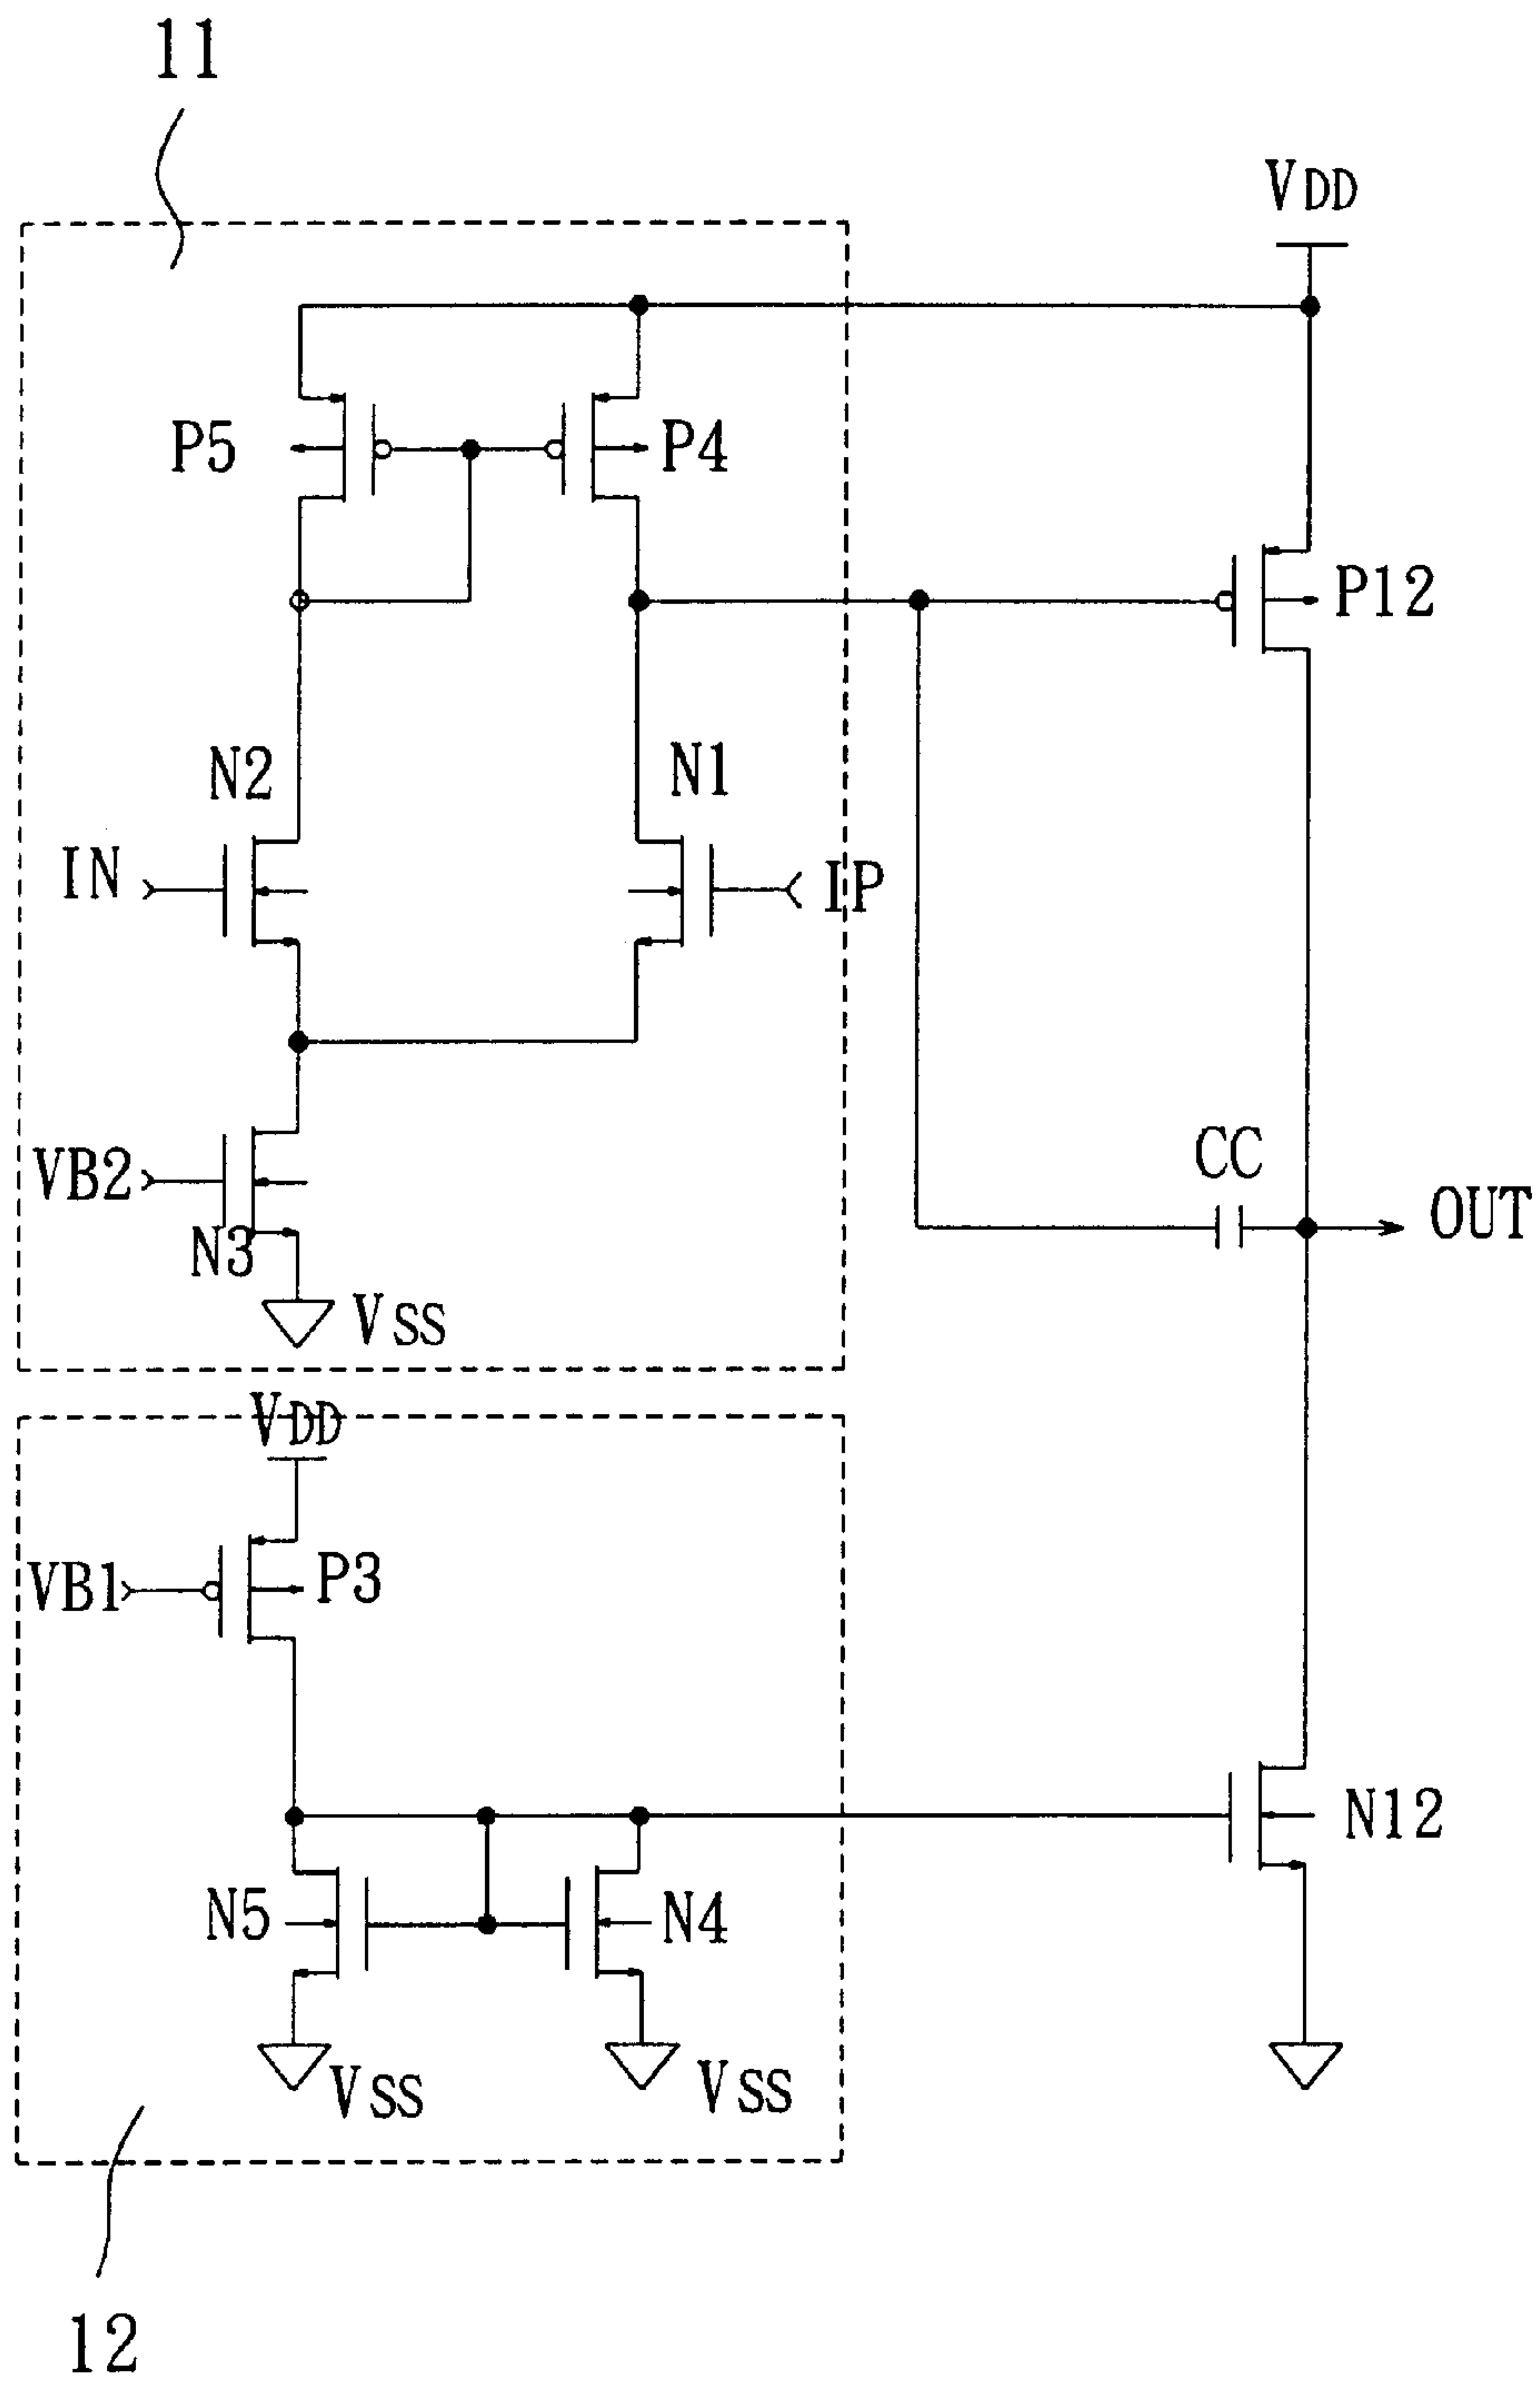 11
VDD
P5
P4
P12
N2
N1
IN
IP
VB2
N3
CC
OUT
VSS
VDD
VB1
P3
N12
N5
N4
VSS
VSS
12